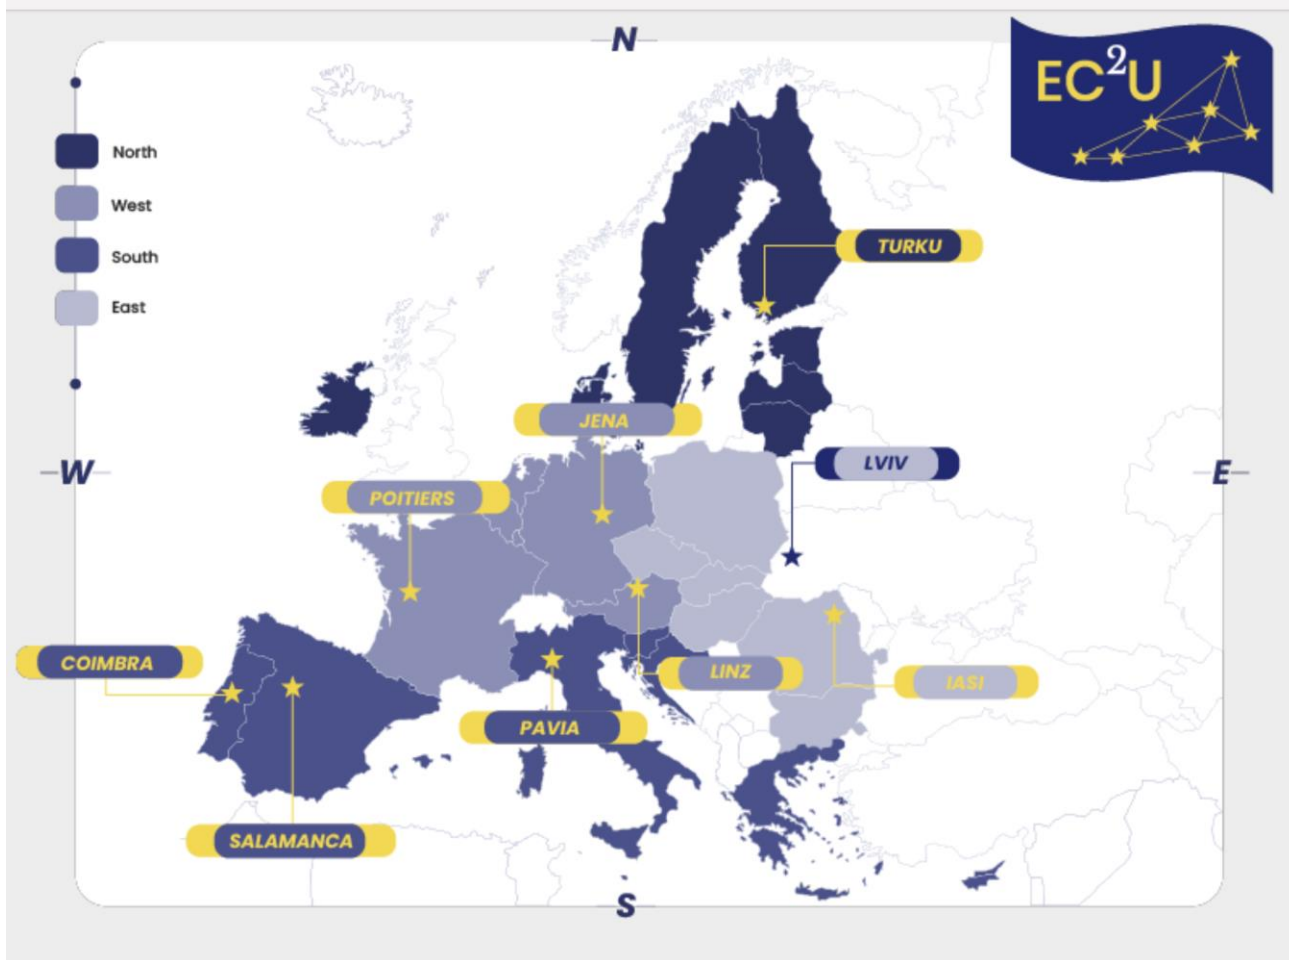 N
EC²U
North
West
South
East
TURKU
JENA
LVIV
W
E
POITIERS
COIMBRA
LINZ
IASI
PAVIA
SALAMANCA
S